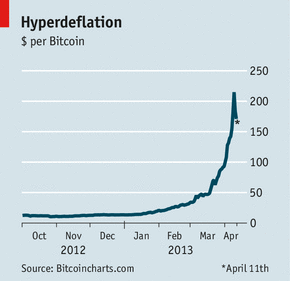 Hyperdeflation
$ per Bitcoin
250
200
*
150
100
50
0
Oct Nov Dec Jan Feb Mar Apr
2012 2013
Source: Bitcoincharts.com *April 11th